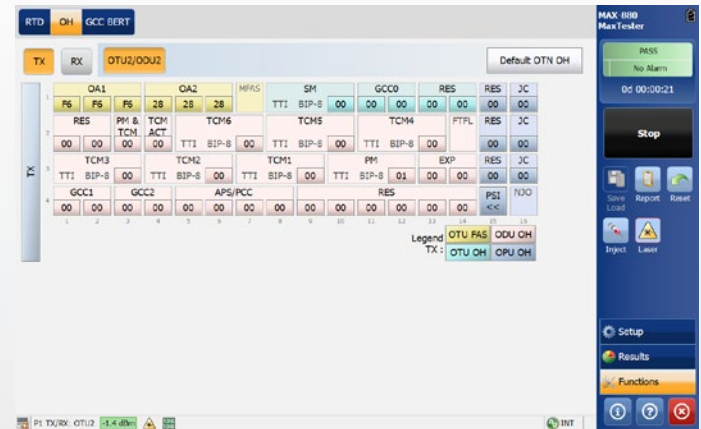 RTD OH GCC BERT
MAX-880
MaxTester
TX RX OTU2/ODU2 Default OTN OH
PASS
No Alarm
0d 00:00:21
Stop
Save
Load Report Reset
Inject Laser
Setup
Results
Functions
TX
OA1 OA2 MFAS SM GCC0 RES RES JC
1 F6 F6 F6 28 28 28 TTI BIP-8 00 00 00 00 00 00 00
RES PM &
TCM TCM
ACT TCM6 TCM5 TCM4 FTFL RES JC
2 00 00 00 00 TTI BIP-8 00 TTI BIP-8 00 TTI BIP-8 00 00 00
TCM3 TCM2 TCM1 PM EXP RES JC
3 TTI BIP-8 00 TTI BIP-8 00 TTI BIP-8 00 TTI BIP-8 01 00 00 00 00
GCC1 GCC2 APS/PCC RES PSI NJO
4 00 00 00 00 00 00 00 00 00 00 00 00 00 00 <<
1 2 3 4 5 6 7 8 9 10 11 12 13 14 15 16
Legend OTU FAS ODU OH
TX : OTU OH OPU OH
P1 TX/RX: OTU2 -1.4 dBm INT